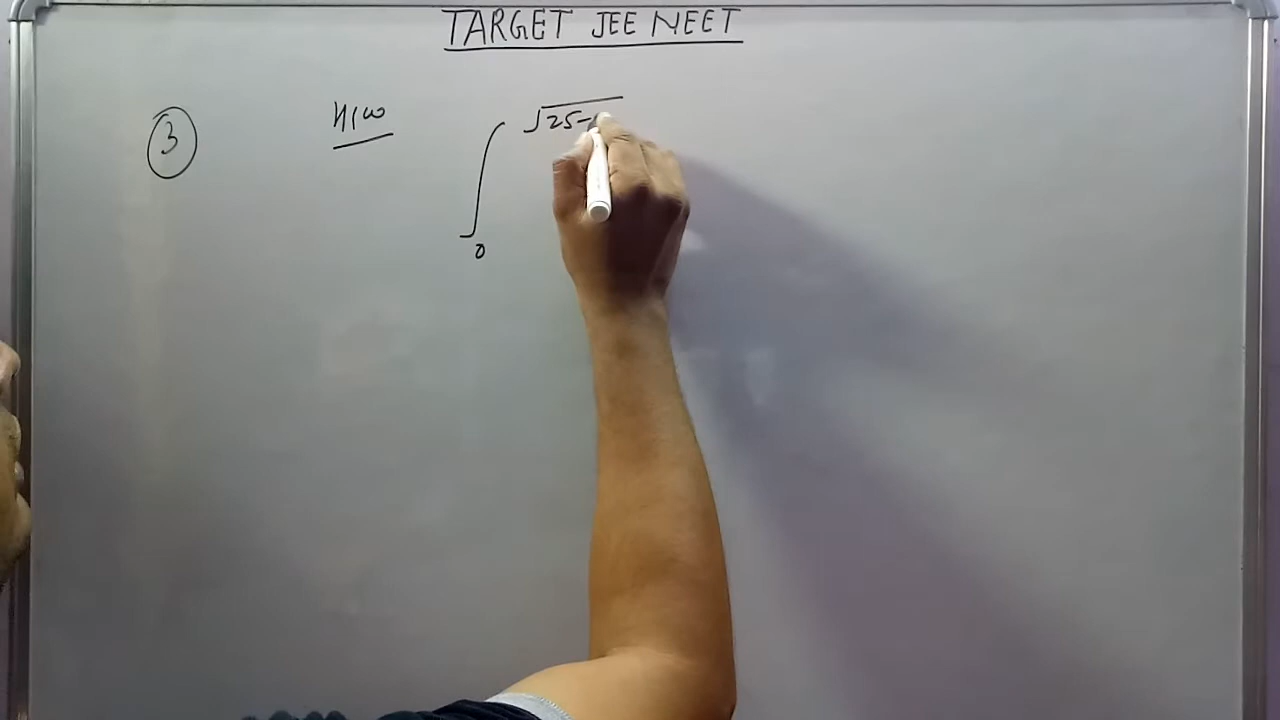 TARGET JEE NEET
3 H/W ∫ √25-
0